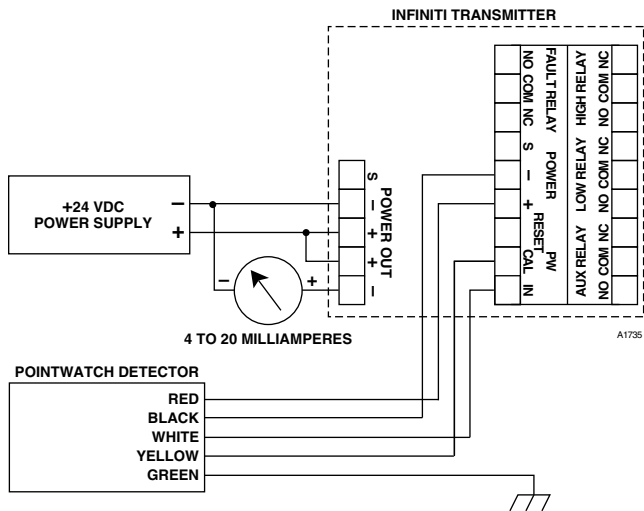 INFINITI TRANSMITTER
NO COM NC
FAULT RELAY
S
–
+
POWER
RESET
CAL
IN
PW
HIGH RELAY
LOW RELAY
AUX RELAY
NO COM NC
NO COM NC
NO COM NC
S
–
+
+
–
POWER OUT
+24 VDC
POWER SUPPLY
–
+
–
+
4 TO 20 MILLIAMPERES
A1735
POINTWATCH DETECTOR
RED
BLACK
WHITE
YELLOW
GREEN